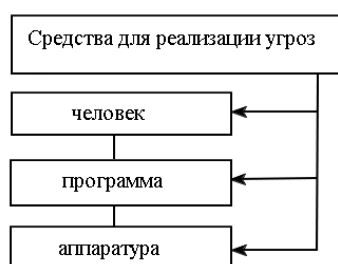 Средства для реализации угроз
человек
программа
аппаратура